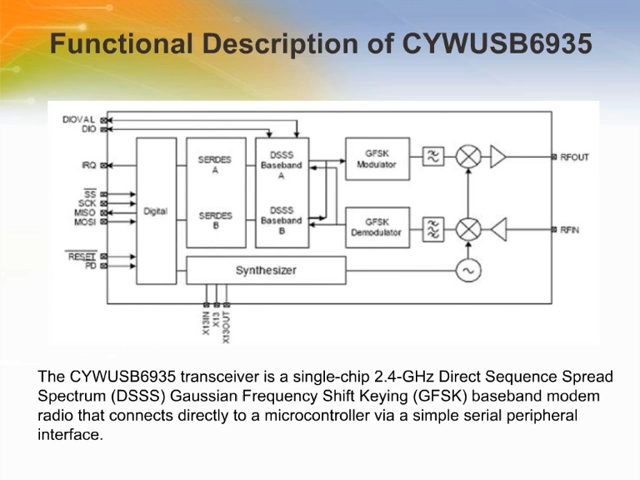 Functional Description of CYWUSB6935
DIOVAL
DIO
IRQ
SS
SCK
MISO
MOSI
RESET
PD
Digital
SERDES
A
SERDES
B
DSSS
Baseband
A
DSSS
Baseband
B
GFSK
Modulator
GFSK
Demodulator
RFOUT
RFIN
Synthesizer
X13IN
X13
X13OUT
The CYWUSB6935 transceiver is a single-chip 2.4-GHz Direct Sequence Spread
Spectrum (DSSS) Gaussian Frequency Shift Keying (GFSK) baseband modem
radio that connects directly to a microcontroller via a simple serial peripheral
interface.